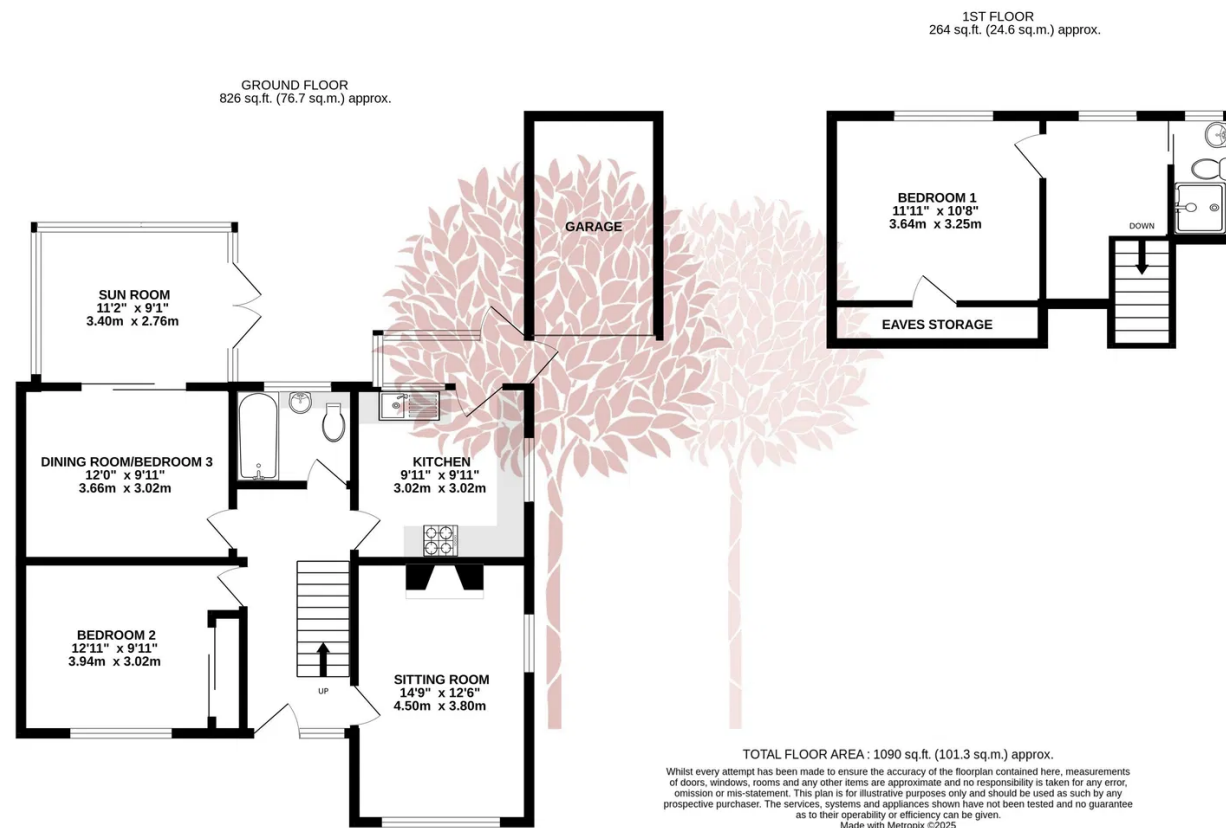 1ST FLOOR
264 sq.ft. (24.6 sq.m.) approx.
GROUND FLOOR
826 sq.ft. (76.7 sq.m.) approx.
GARAGE
BEDROOM 1
11'11" x 10'8"
3.64m x 3.25m
DOWN
SUN ROOM
11'2" x 9'1"
3.40m x 2.76m
EAVES STORAGE
DINING ROOM/BEDROOM 3
12'0" x 9'11"
3.66m x 3.02m
KITCHEN
9'11" x 9'11"
3.02m x 3.02m
BEDROOM 2
12'11" x 9'11"
3.94m x 3.02m
SITTING ROOM
14'9" x 12'6"
4.50m x 3.80m
UP
TOTAL FLOOR AREA : 1090 sq.ft. (101.3 sq.m.) approx.
Whilst every attempt has been made to ensure the accuracy of the floorplan contained here, measurements
of doors, windows, rooms and any other items are approximate and no responsibility is taken for any error,
omission or mis-statement. This plan is for illustrative purposes only and should be used as such by any
prospective purchaser. The services, systems and appliances shown have not been tested and no guarantee
as to their operability or efficiency can be given.
Made with Metropix ©2025